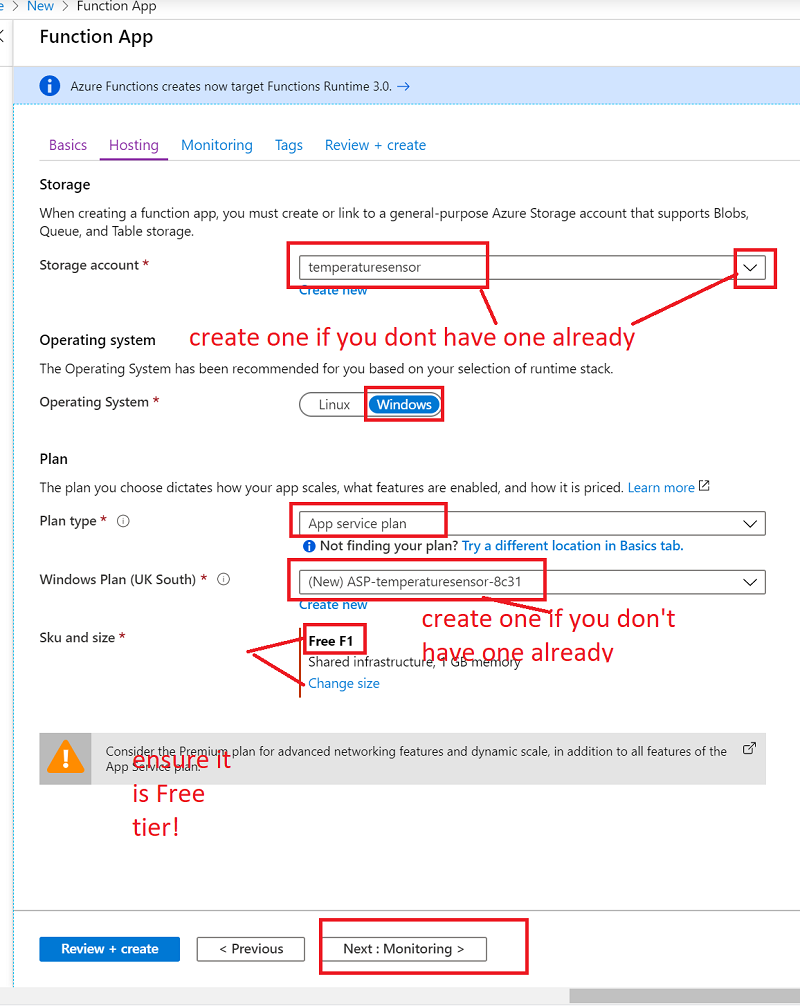 New > Function App
Function App
Azure Functions creates now target Functions Runtime 3.0. →
Basics Hosting Monitoring Tags Review + create
Storage
When creating a function app, you must create or link to a general-purpose Azure Storage account that supports Blobs,
Queue, and Table storage.
Storage account *
temperaturesensor
Create new
create one if you dont have one already
Operating system
The Operating System has been recommended for you based on your selection of runtime stack.
Operating System *
Linux Windows
Plan
The plan you choose dictates how your app scales, what features are enabled, and how it is priced. Learn more
Plan type *
App service plan
Not finding your plan? Try a different location in Basics tab.
Windows Plan (UK South) *
(New) ASP-temperaturesensor-8c31
Create new
create one if you don't
have one already
Sku and size *
Free F1
Shared infrastructure, 1 GB memory
Change size
Consider the Premium plan for advanced networking features and dynamic scale, in addition to all features of the
App Service plan.
ensure it
is Free
tier!
Review + create < Previous Next : Monitoring >